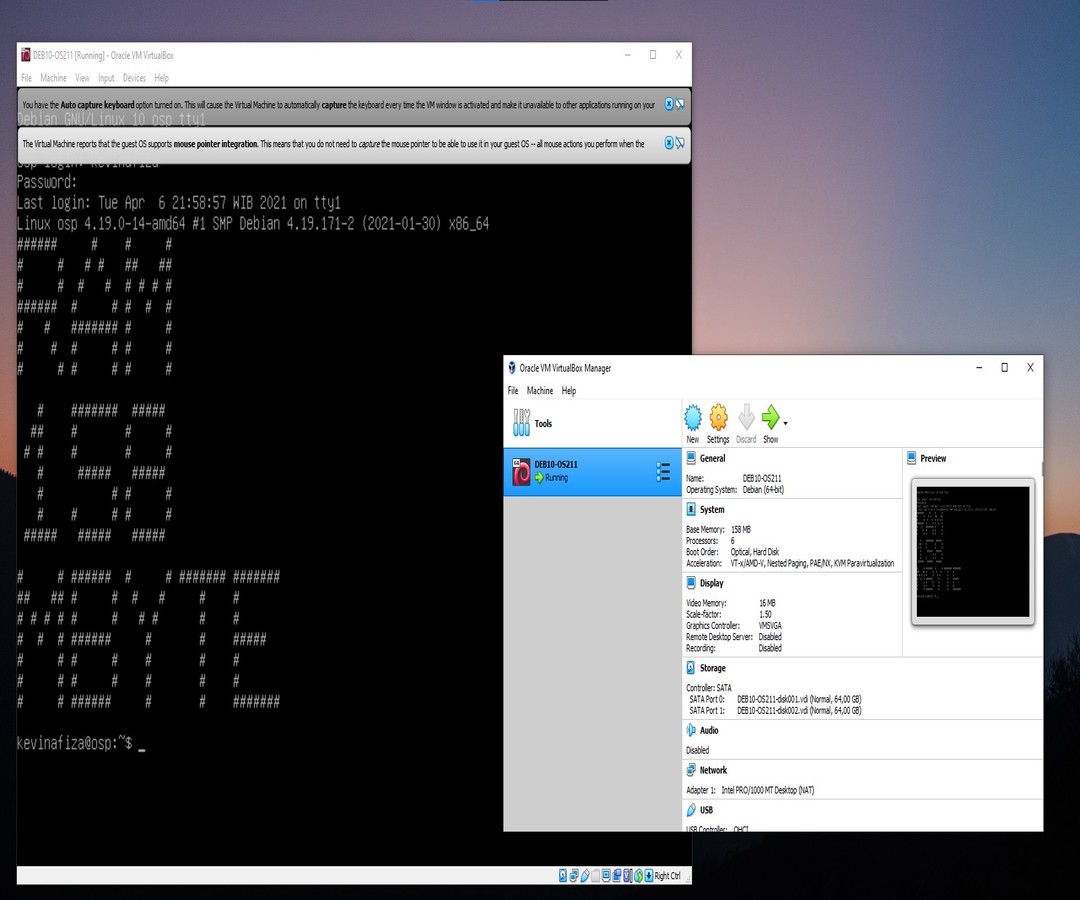 DEB10-OS211 [Running] - Oracle VM VirtualBox
File Machine View Input Devices Help
You have the Auto capture keyboard option turned on. This will cause the Virtual Machine to automatically capture the keyboard every time the VM window is activated and make it unavailable to other applications running on your
Debian GNU/Linux 10 osp tty1
The Virtual Machine reports that the guest OS supports mouse pointer integration. This means that you do not need to capture the mouse pointer to be able to use it in your guest OS -- all mouse actions you perform when the
osp login: kevinafiza
Password:
Last login: Tue Apr  6 21:58:57 WIB 2021 on tty1
Linux osp 4.19.0-14-amd64 #1 SMP Debian 4.19.171-2 (2021-01-30) x86_64
RAM
158
MBYTE
kevinafiza@osp:~$ _
Right Ctrl
Oracle VM VirtualBox Manager
File Machine Help
Tools
New Settings Discard Show
64
DEB10-OS211
Running
General
Name: DEB10-OS211
Operating System: Debian (64-bit)
System
Base Memory: 158 MB
Processors: 6
Boot Order: Optical, Hard Disk
Acceleration: VT-x/AMD-V, Nested Paging, PAE/NX, KVM Paravirtualization
Display
Video Memory: 16 MB
Scale-factor: 1.50
Graphics Controller: VMSVGA
Remote Desktop Server: Disabled
Recording: Disabled
Storage
Controller: SATA
SATA Port 0: DEB10-OS211-disk001.vdi (Normal, 64,00 GB)
SATA Port 1: DEB10-OS211-disk002.vdi (Normal, 64,00 GB)
Audio
Disabled
Network
Adapter 1: Intel PRO/1000 MT Desktop (NAT)
USB
USB Controller: OHCI
Preview